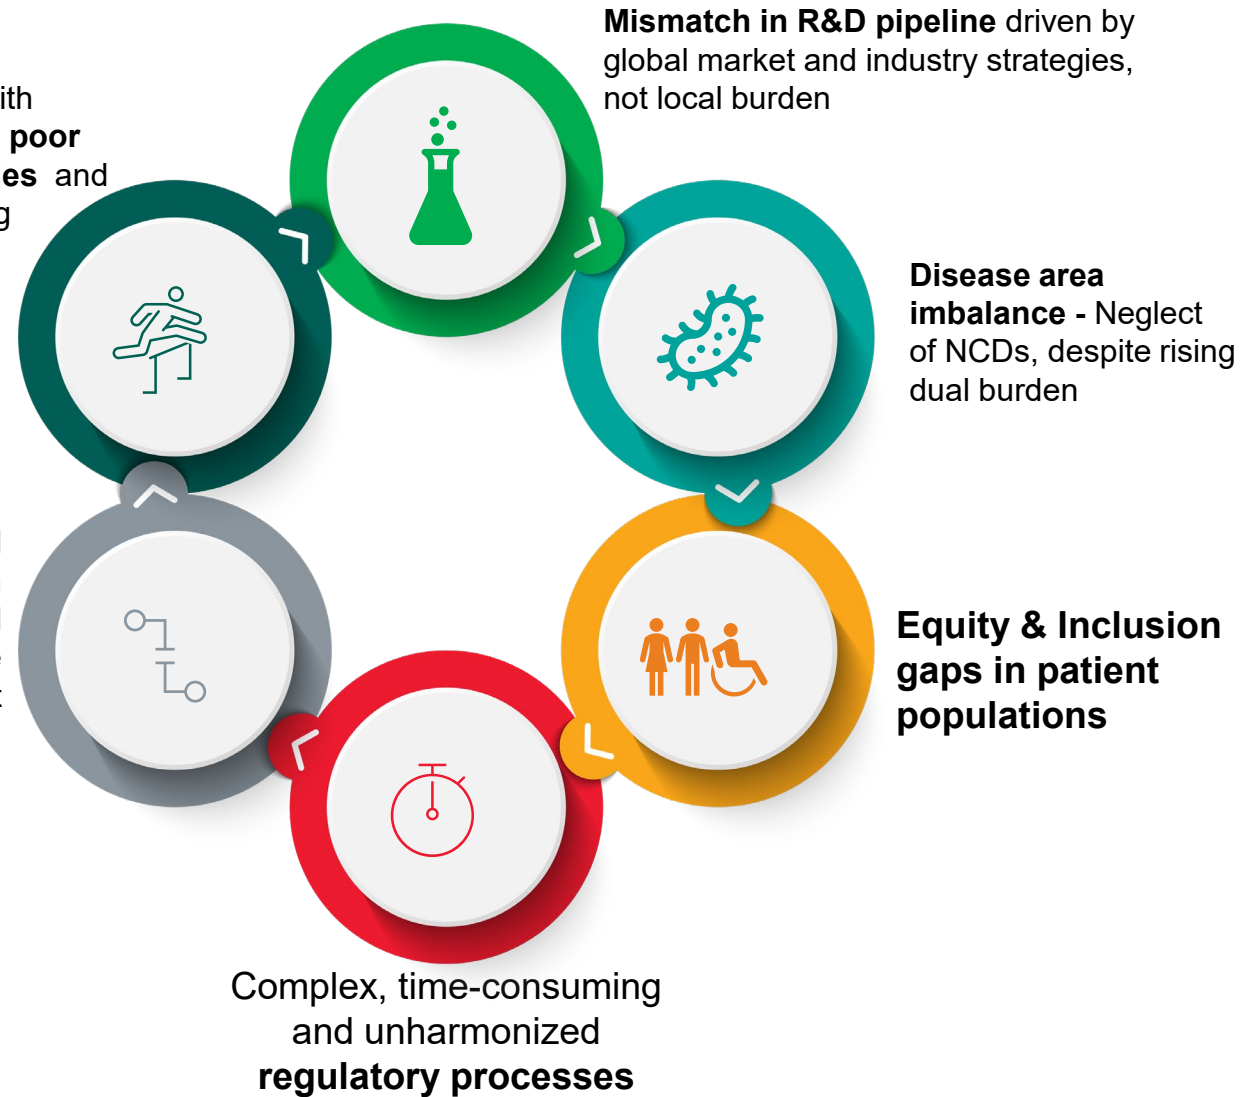 Mismatch in R&D pipeline driven by
global market and industry strategies,
not local burden
poor
and
Disease area
imbalance - Neglect
of NCDs, despite rising
dual burden
Equity & Inclusion
gaps in patient
populations
Complex, time-consuming
and unharmonized
regulatory processes